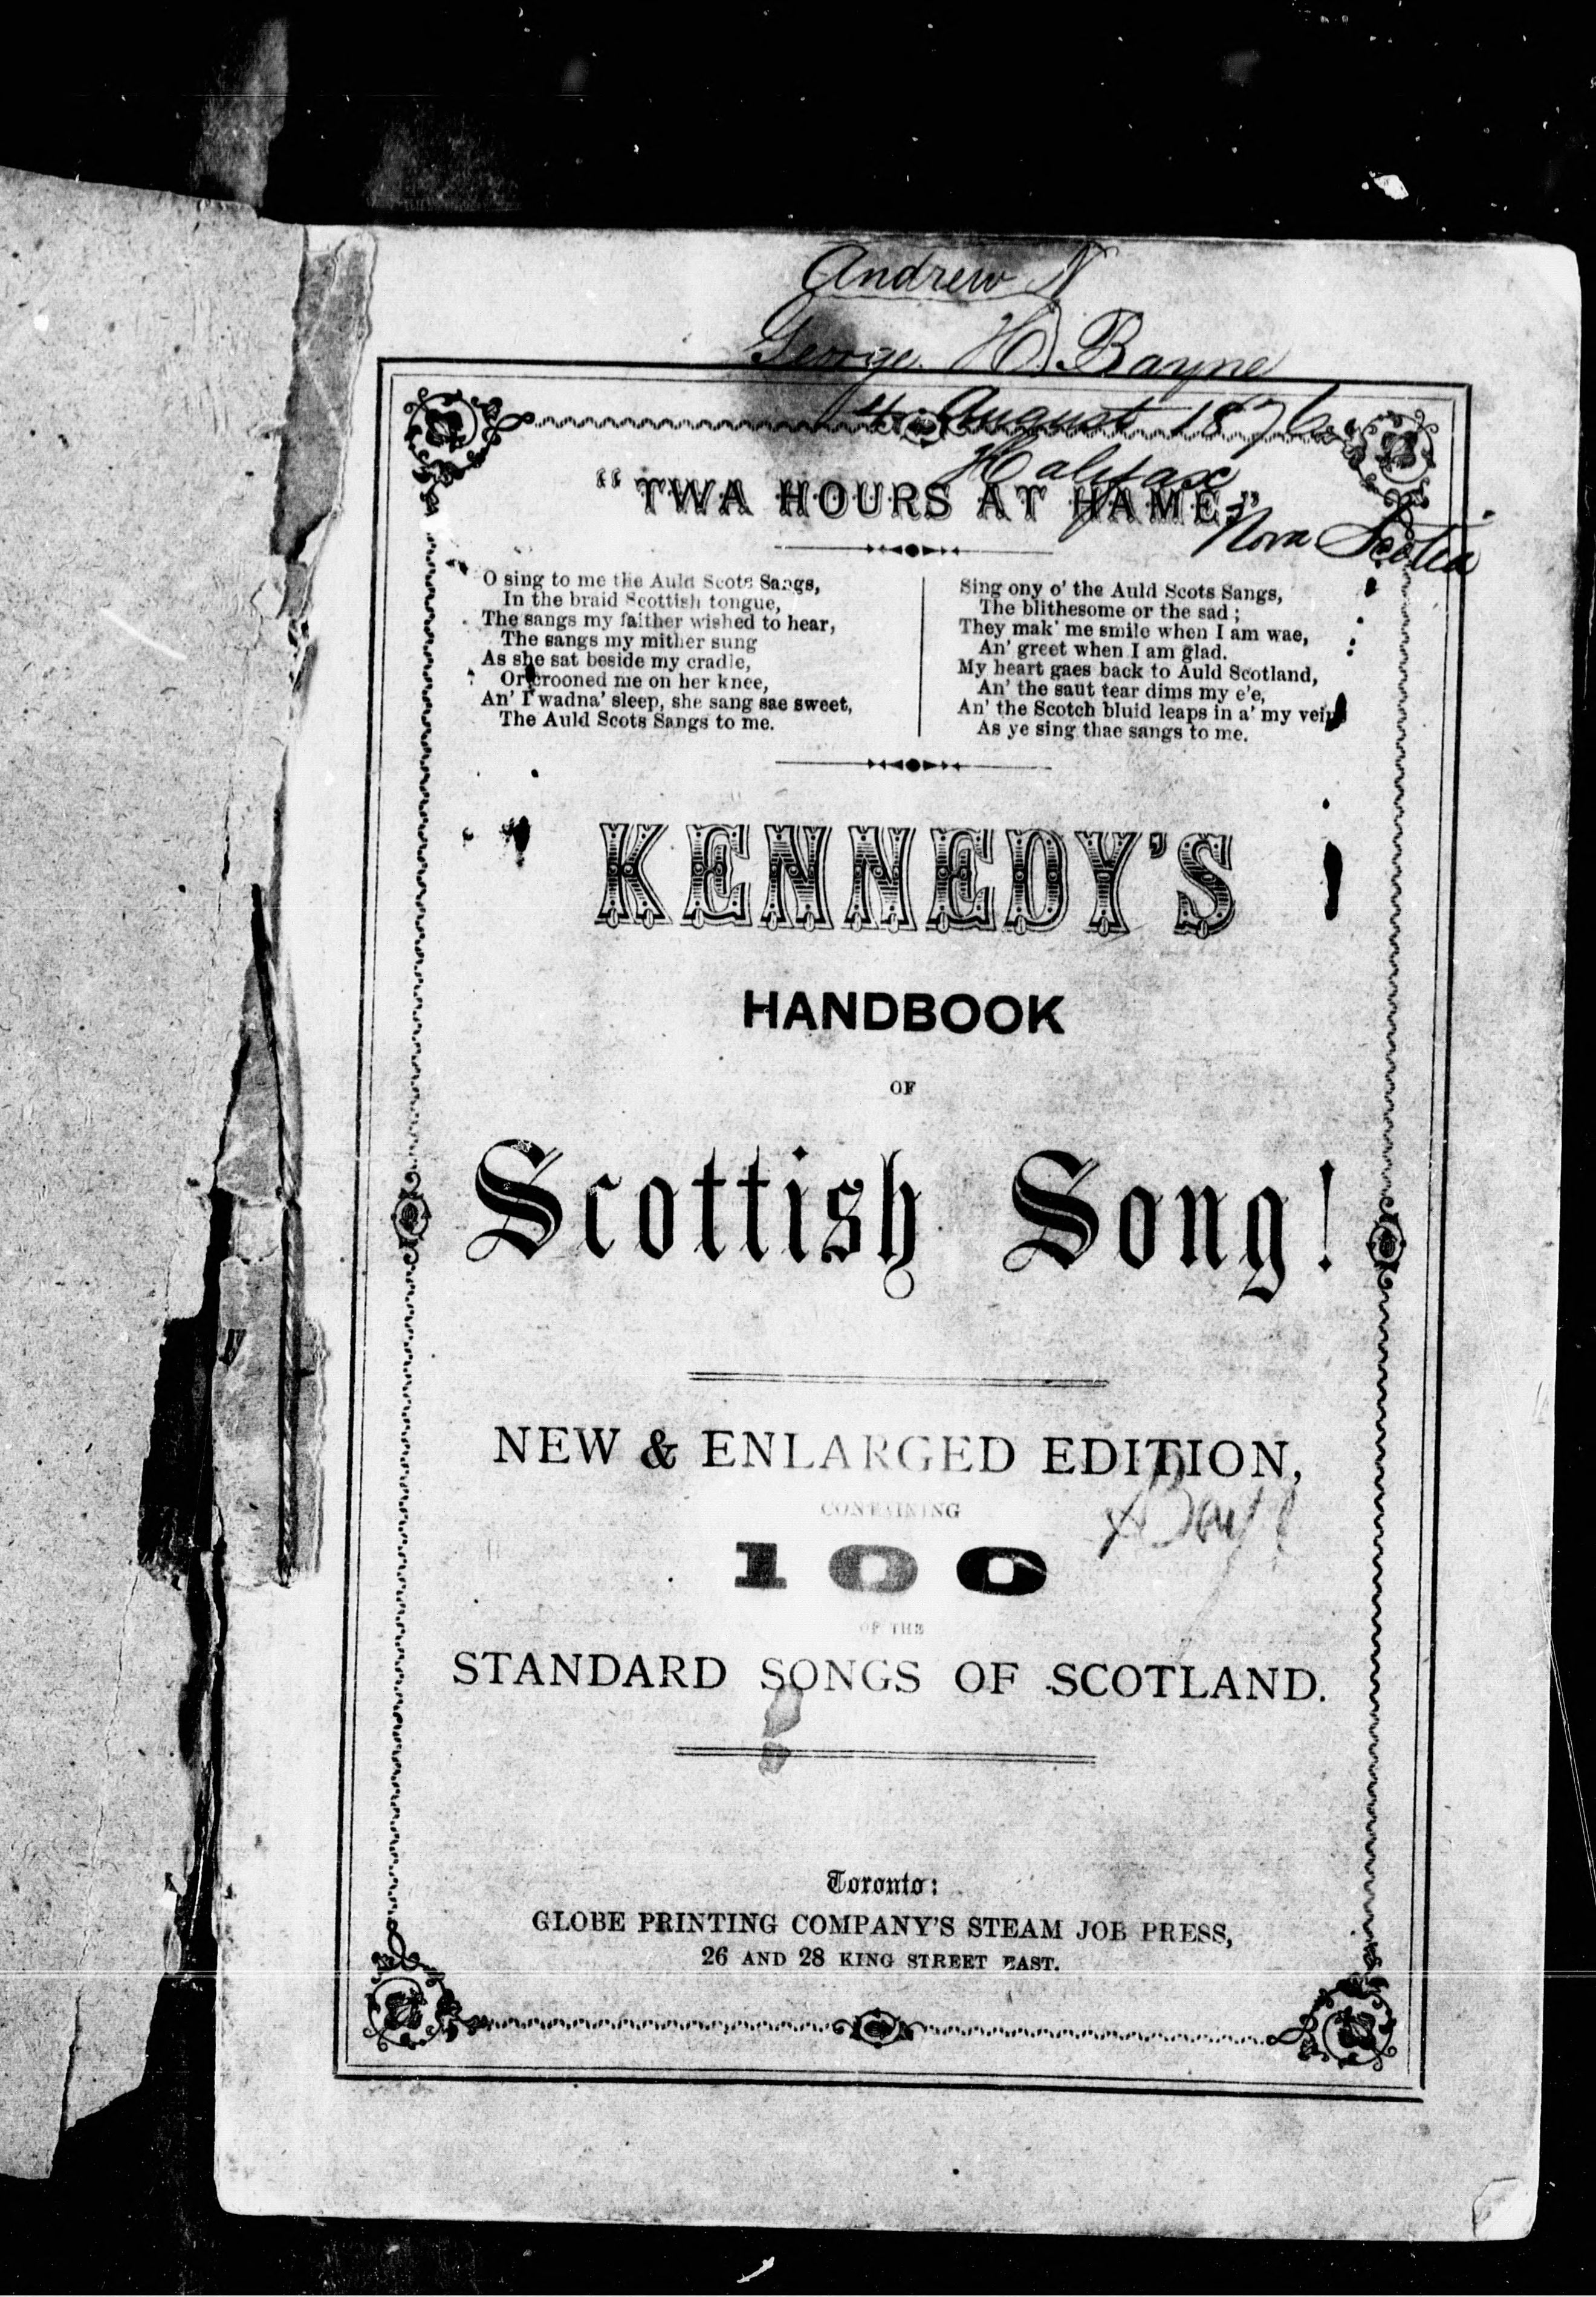 Andrew N
George H. Bayne
4 August 1876
Halifax
Nova Scotia
"TWA HOURS AT HAME."
O sing to me the Auld Scots Sangs,
In the braid Scottish tongue,
The sangs my faither wished to hear,
The sangs my mither sung
As she sat beside my cradle,
Or crooned me on her knee,
An' I wadna' sleep, she sang sae sweet,
The Auld Scots Sangs to me.
Sing ony o' the Auld Scots Sangs,
The blithesome or the sad;
They mak' me smile when I am wae,
An' greet when I am glad.
My heart gaes back to Auld Scotland,
An' the saut tear dims my e'e,
An' the Scotch bluid leaps in a' my veins
As ye sing thae sangs to me.
KENNEDY'S
HANDBOOK
OF
Scottish Song!
NEW & ENLARGED EDITION,
CONTAINING
100
OF THE
STANDARD SONGS OF SCOTLAND.
Toronto:
GLOBE PRINTING COMPANY'S STEAM JOB PRESS,
26 AND 28 KING STREET EAST.